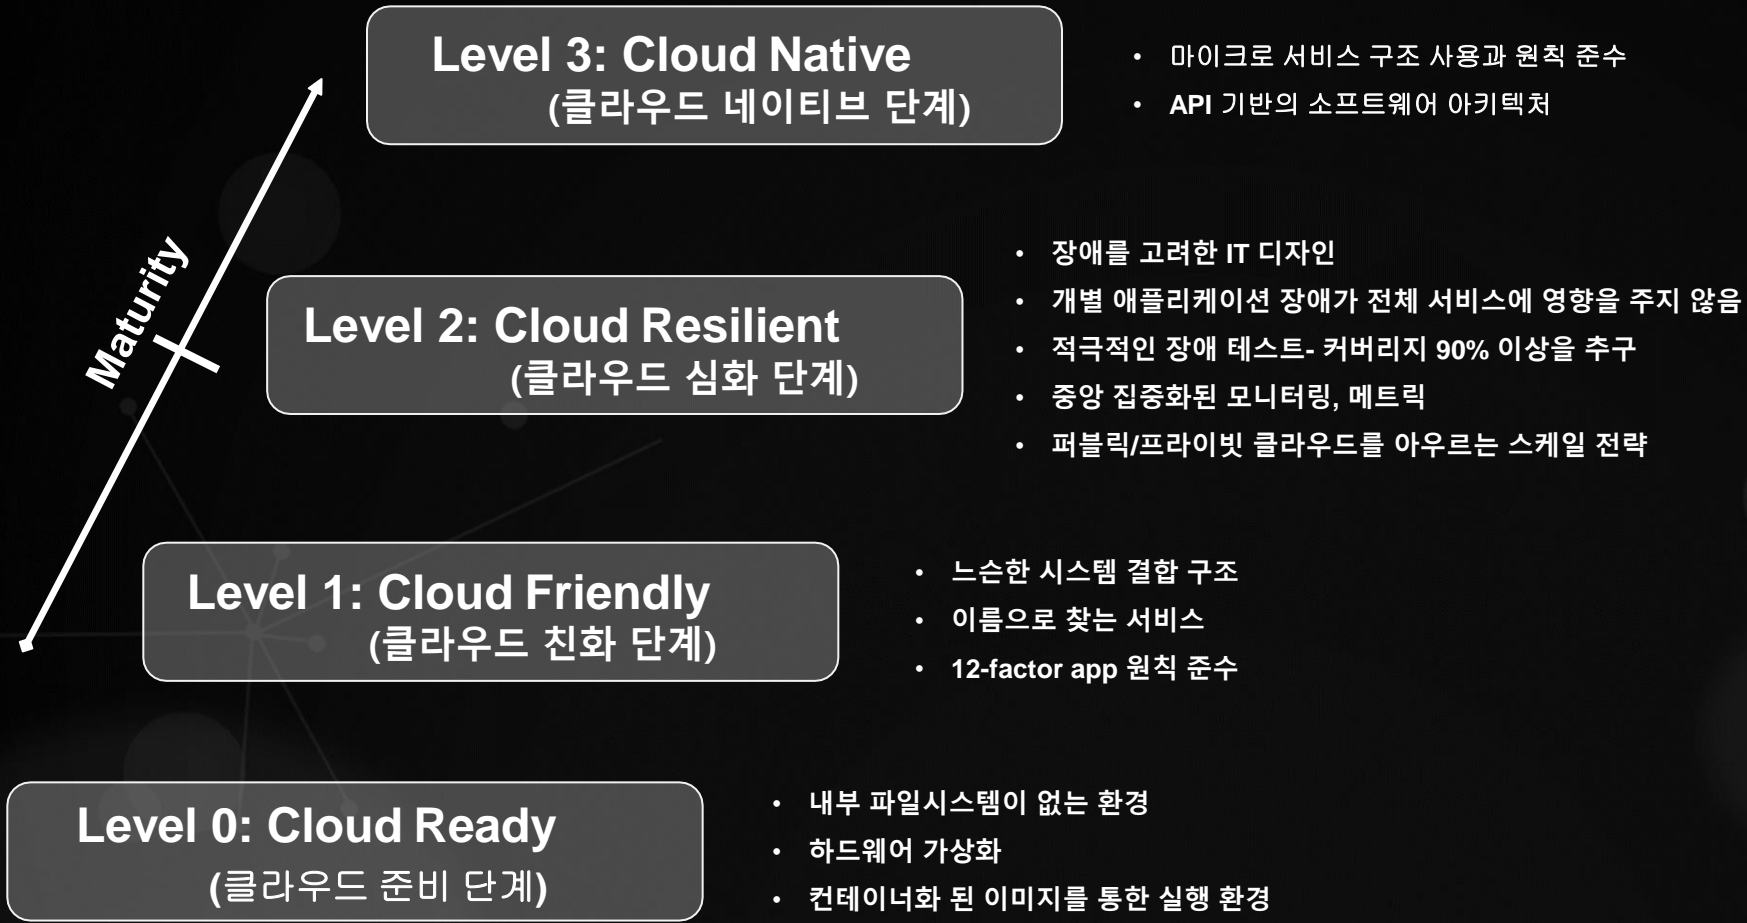 Level 3: Cloud Native
(클라우드 네이티브 단계)
• 마이크로 서비스 구조 사용과 원칙 준수
• API 기반의 소프트웨어 아키텍처
Maturity
Level 2: Cloud Resilient
(클라우드 심화 단계)
• 장애를 고려한 IT 디자인
• 개별 애플리케이션 장애가 전체 서비스에 영향을 주지 않음
• 적극적인 장애 테스트- 커버리지 90% 이상을 추구
• 중앙 집중화된 모니터링, 메트릭
• 퍼블릭/프라이빗 클라우드를 아우르는 스케일 전략
Level 1: Cloud Friendly
(클라우드 친화 단계)
• 느슨한 시스템 결합 구조
• 이름으로 찾는 서비스
• 12-factor app 원칙 준수
Level 0: Cloud Ready
(클라우드 준비 단계)
• 내부 파일시스템이 없는 환경
• 하드웨어 가상화
• 컨테이너화 된 이미지를 통한 실행 환경